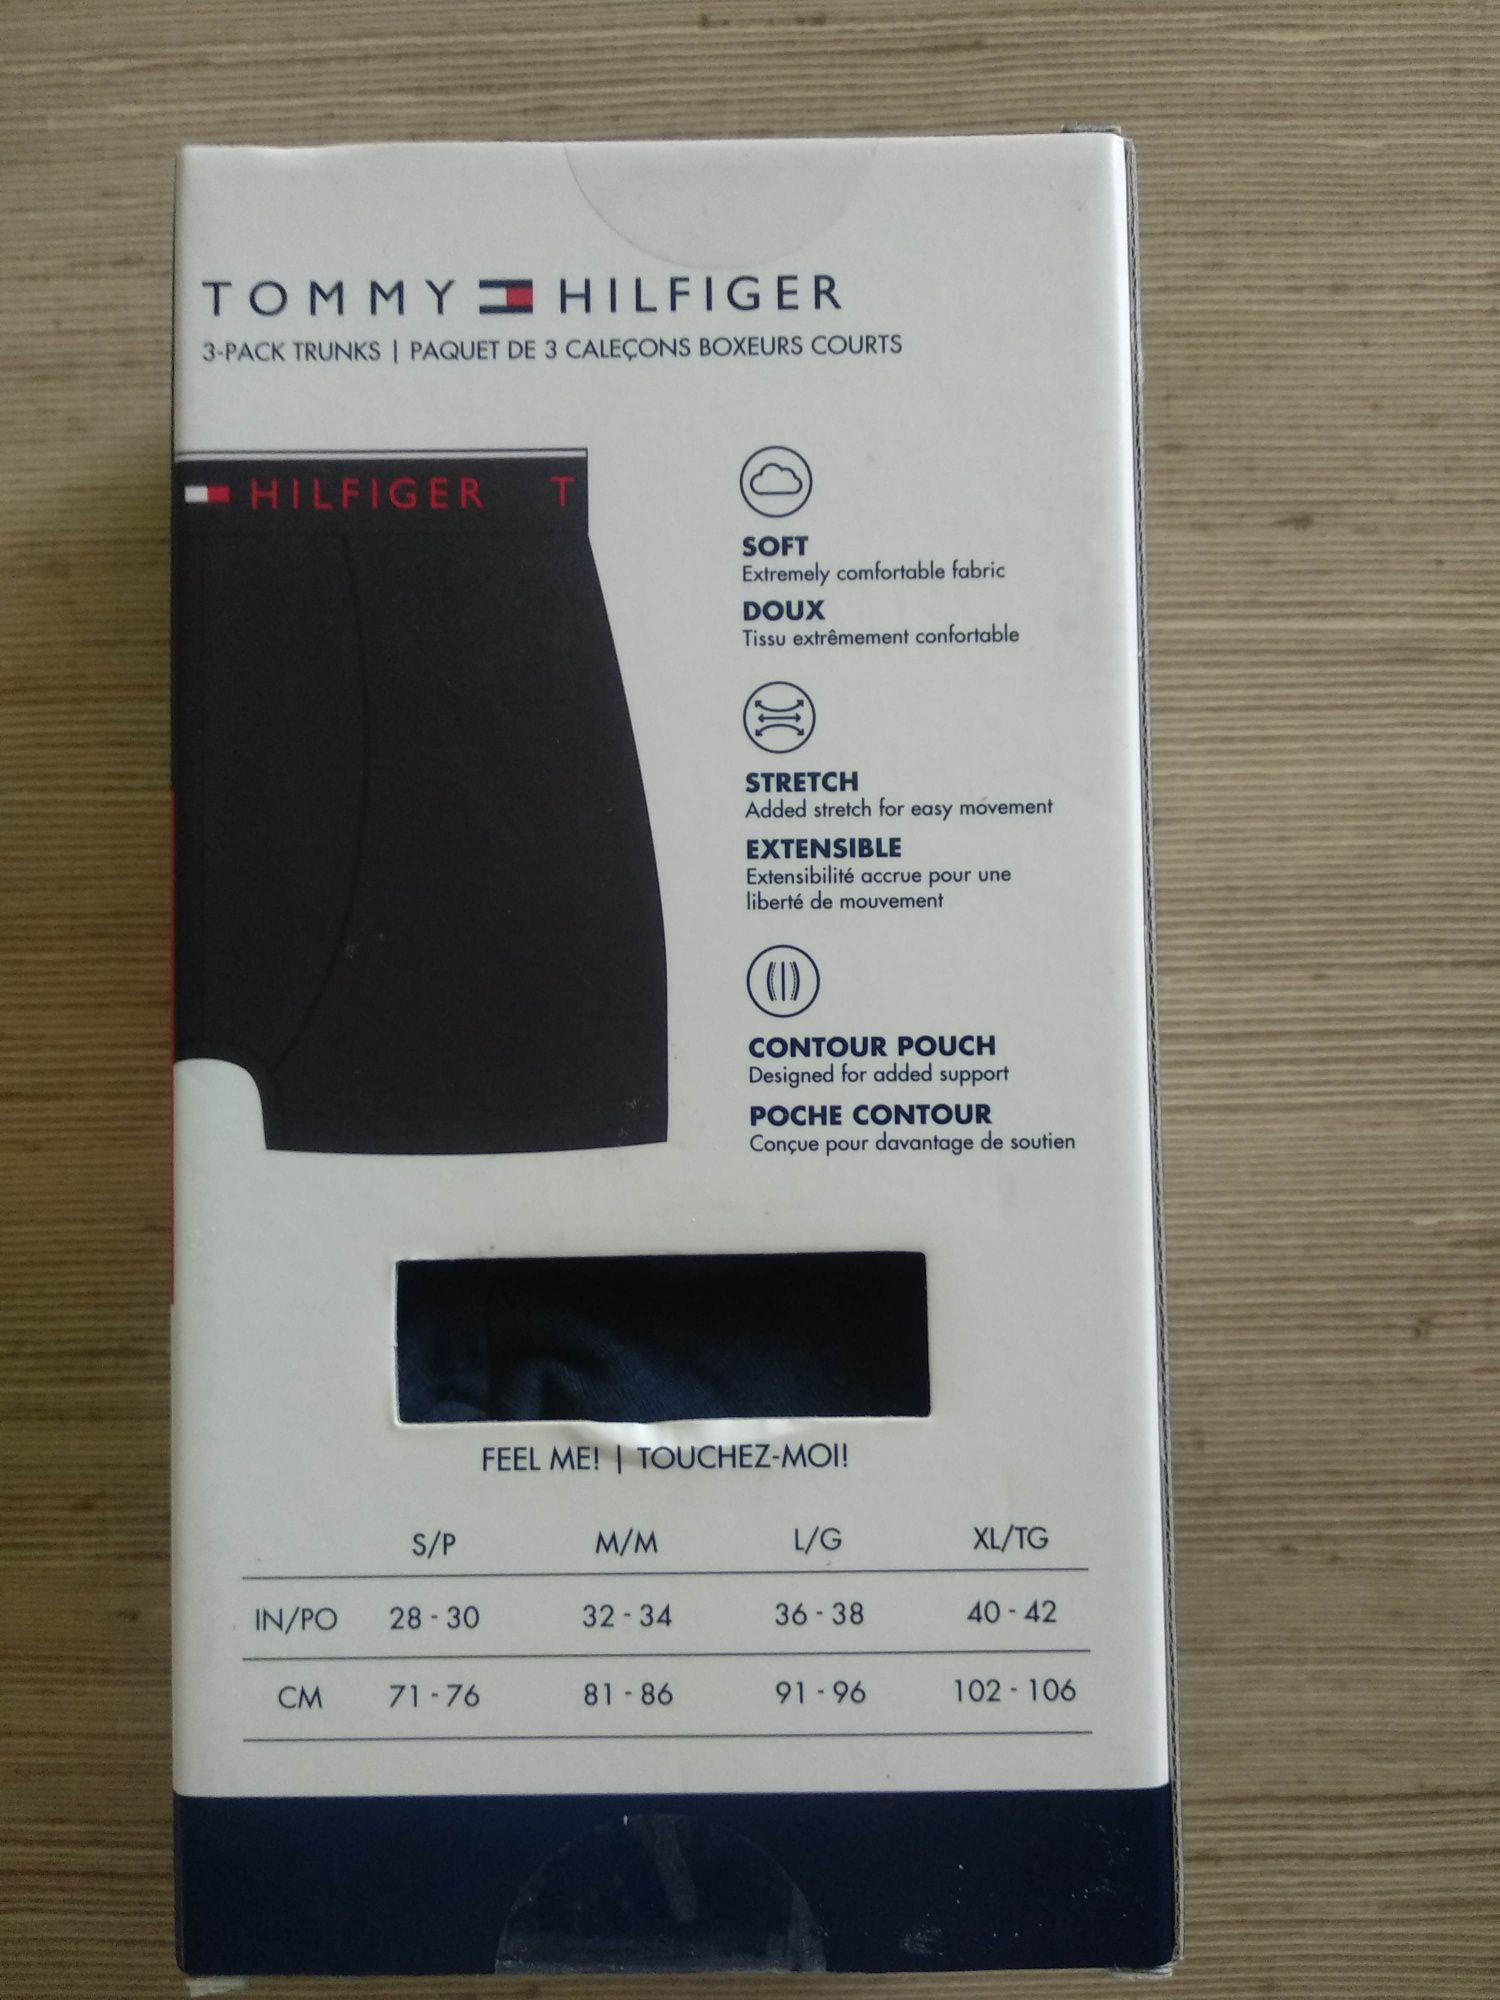 TOMMY HILFIGER
3-PACK TRUNKS | PAQUET DE 3 CALEÇONS BOXEURS COURTS
HILFIGER T
SOFT
Extremely comfortable fabric
DOUX
Tissu extrêmement confortable
STRETCH
Added stretch for easy movement
EXTENSIBLE
Extensibilité accrue pour une
liberté de mouvement
CONTOUR POUCH
Designed for added support
POCHE CONTOUR
Conçue pour davantage de soutien
FEEL ME! | TOUCHEZ-MOI!
S/P M/M L/G XL/TG
IN/PO 28 - 30 32 - 34 36 - 38 40 - 42
CM 71 - 76 81 - 86 91 - 96 102 - 106